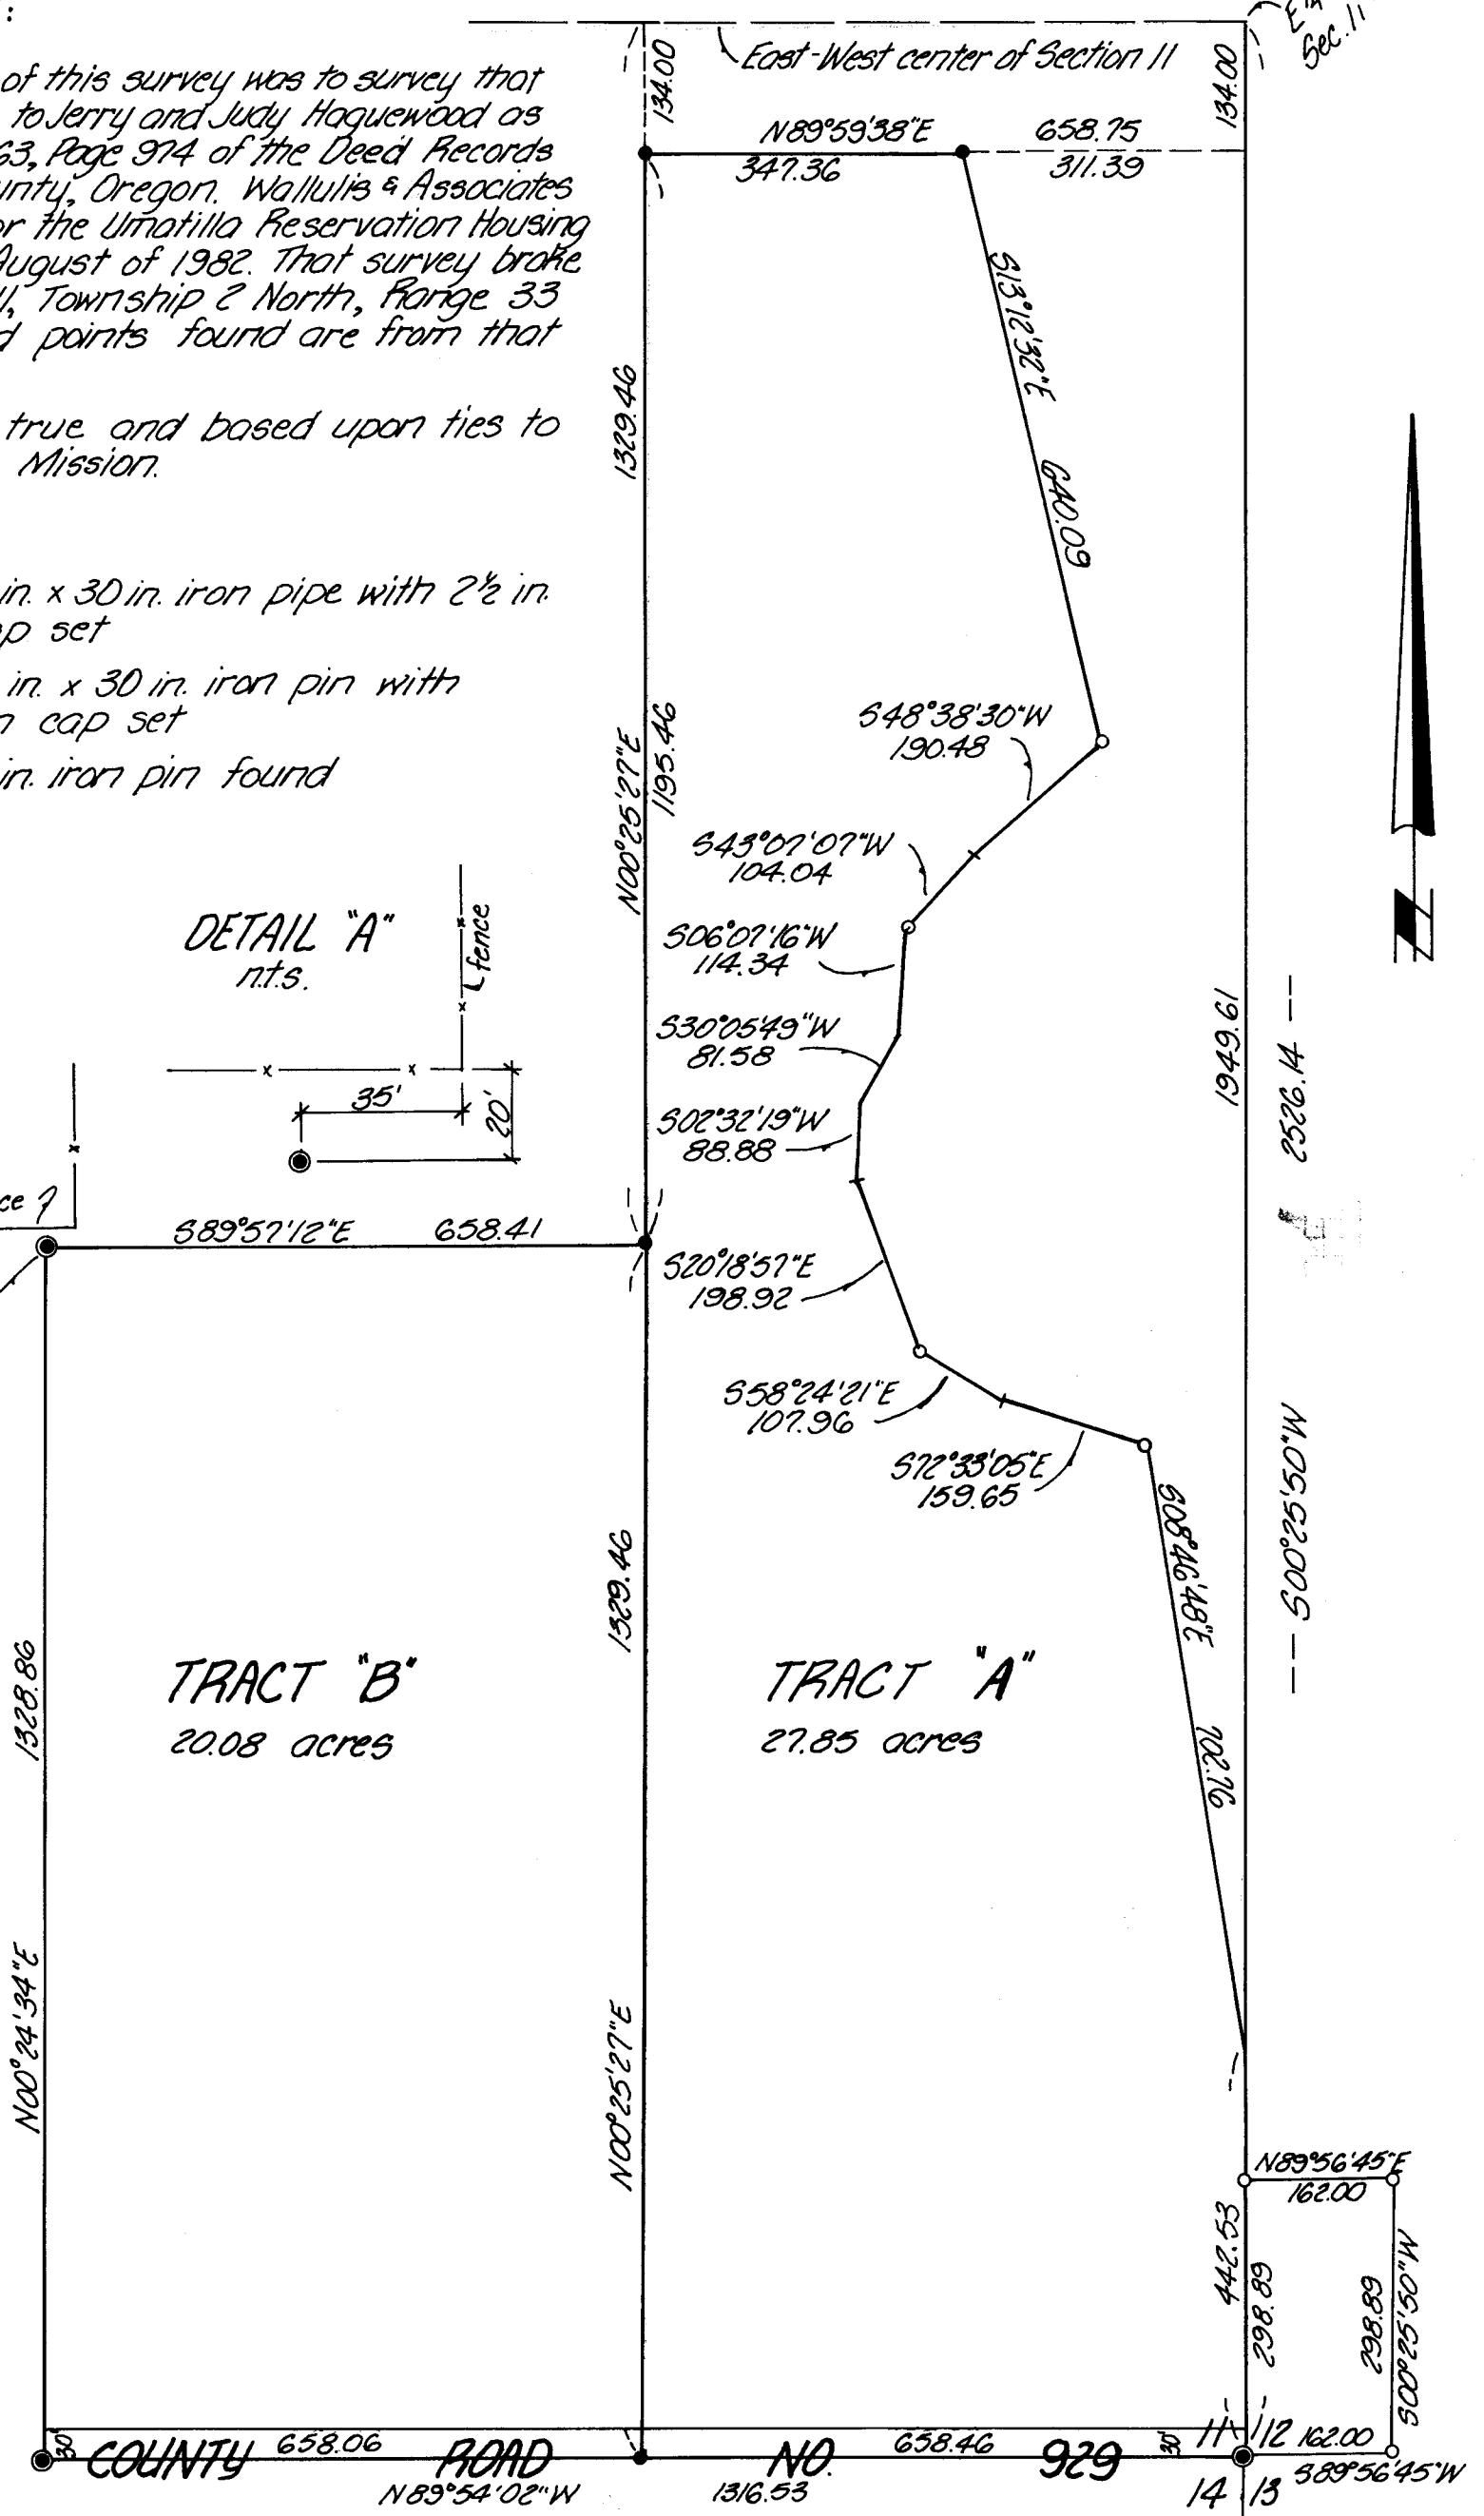 :
of this survey was to survey that
to Jerry and Judy Haguewood as
63, Page 974 of the Deed Records
unty, Oregon. Wallulis & Associates
or the Umatilla Reservation Housing
August of 1982. That survey broke
11, Township 2 North, Range 33
d points found are from that
true and based upon ties to
Mission.
in. x 30 in. iron pipe with 2½ in.
ap set
in. x 30 in. iron pin with
n cap set
in. iron pin found
Sec. 11
East-West center of Section 11
134.00
134.00
N89°59'38"E 658.75
347.36 311.39
S13°12'32"E
640.09
1329.46
N00°25'27"E
1195.46
S48°38'30"W
190.48
S43°07'07"W
104.04
S06°07'16"W
114.34
S30°05'49"W
81.58
S02°32'19"W
88.88
S20°18'57"E
198.92
S58°24'21"E
107.96
S72°33'05"E
159.65
S08°46'48"E
702.76
1949.61
2526.14
S00°25'50"W
DETAIL "A"
n.t.s.
fence
35'
20'
ce
S89°57'12"E 658.41
1328.86
N00°24'34"E
1329.46
N00°25'27"E
TRACT "B"
20.08 acres
TRACT "A"
27.85 acres
N89°56'45"E
162.00
442.53
298.89
298.89
S00°25'50"W
11 12
162.00
S89°56'45"W
14 13
30'
658.06
658.46
30'
COUNTY ROAD NO. 929
N89°54'02"W 1316.53
N